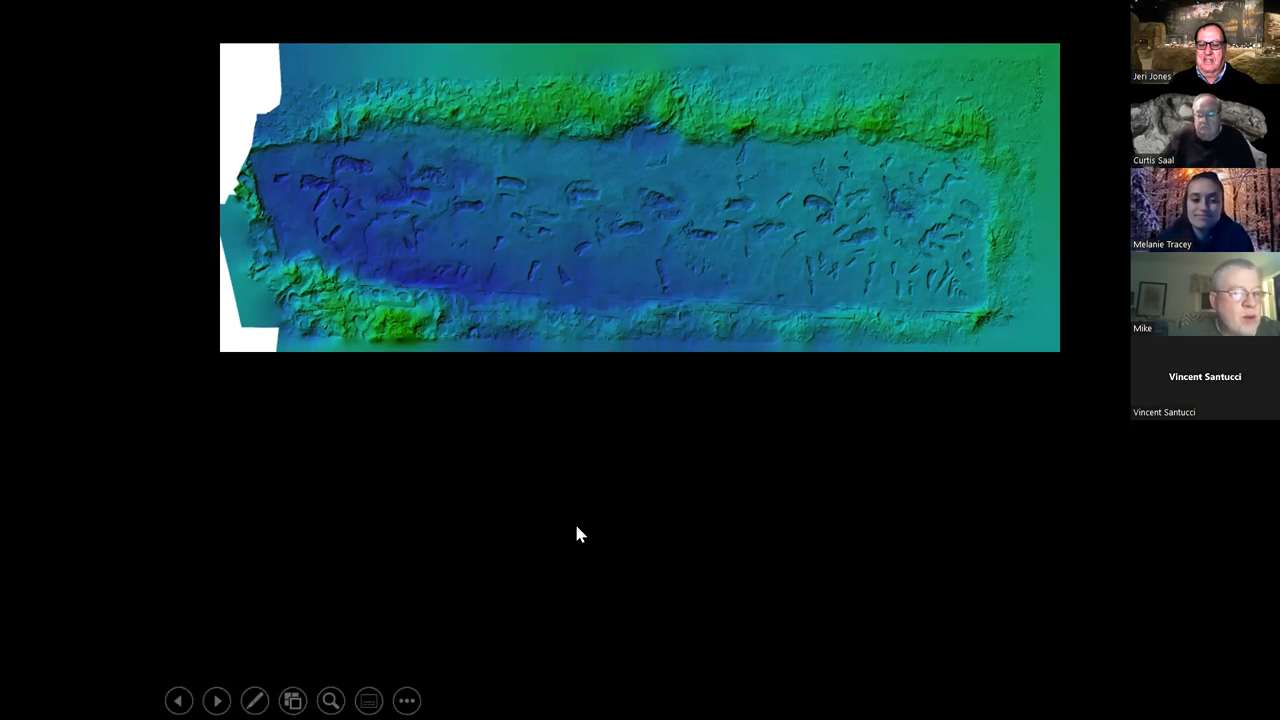 Jeri Jones
Curtis Saal
Melanie Tracey
Mike
Vincent Santucci
Vincent Santucci